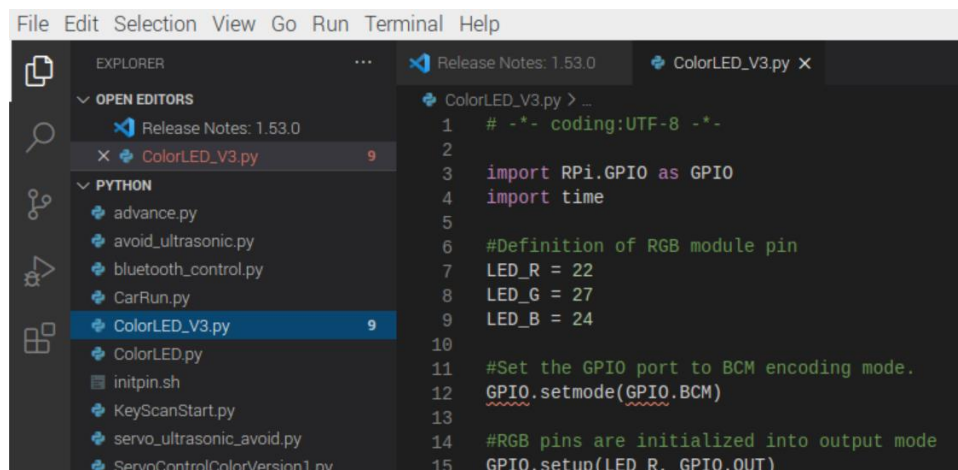 File Edit Selection View Go Run Terminal Help
EXPLORER ...
OPEN EDITORS
Release Notes: 1.53.0
ColorLED_V3.py 9
PYTHON
advance.py
avoid_ultrasonic.py
bluetooth_control.py
CarRun.py
ColorLED_V3.py 9
ColorLED.py
initpin.sh
KeyScanStart.py
servo_ultrasonic_avoid.py
ServoControlColorVersion1.py
Release Notes: 1.53.0 ColorLED_V3.py
ColorLED_V3.py > ...
1 # -*- coding:UTF-8 -*-
2
3 import RPi.GPIO as GPIO
4 import time
5
6 #Definition of RGB module pin
7 LED_R = 22
8 LED_G = 27
9 LED_B = 24
10
11 #Set the GPIO port to BCM encoding mode.
12 GPIO.setmode(GPIO.BCM)
13
14 #RGB pins are initialized into output mode
15 GPIO.setup(LED_R, GPIO.OUT)